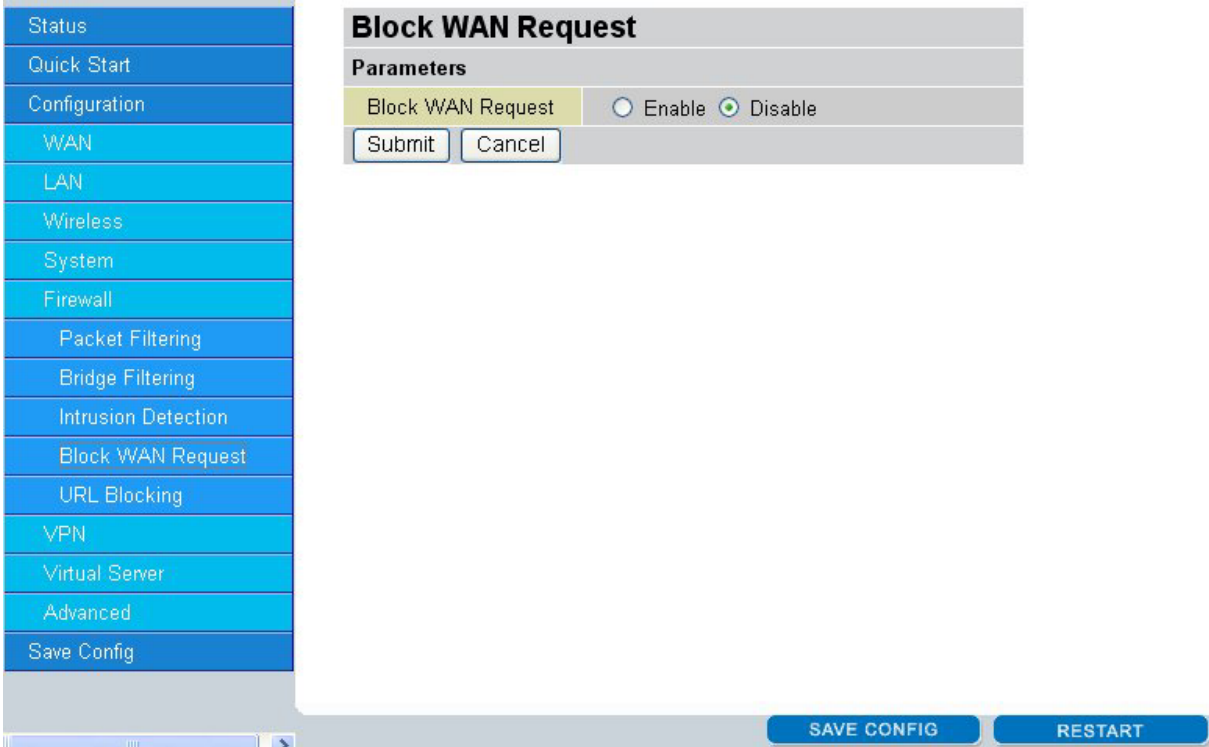 Status
Quick Start
Configuration
WAN
LAN
Wireless
System
Firewall
Packet Filtering
Bridge Filtering
Intrusion Detection
Block WAN Request
URL Blocking
VPN
Virtual Server
Advanced
Save Config
Block WAN Request
Parameters
Block WAN Request Enable Disable
Submit Cancel
SAVE CONFIG RESTART